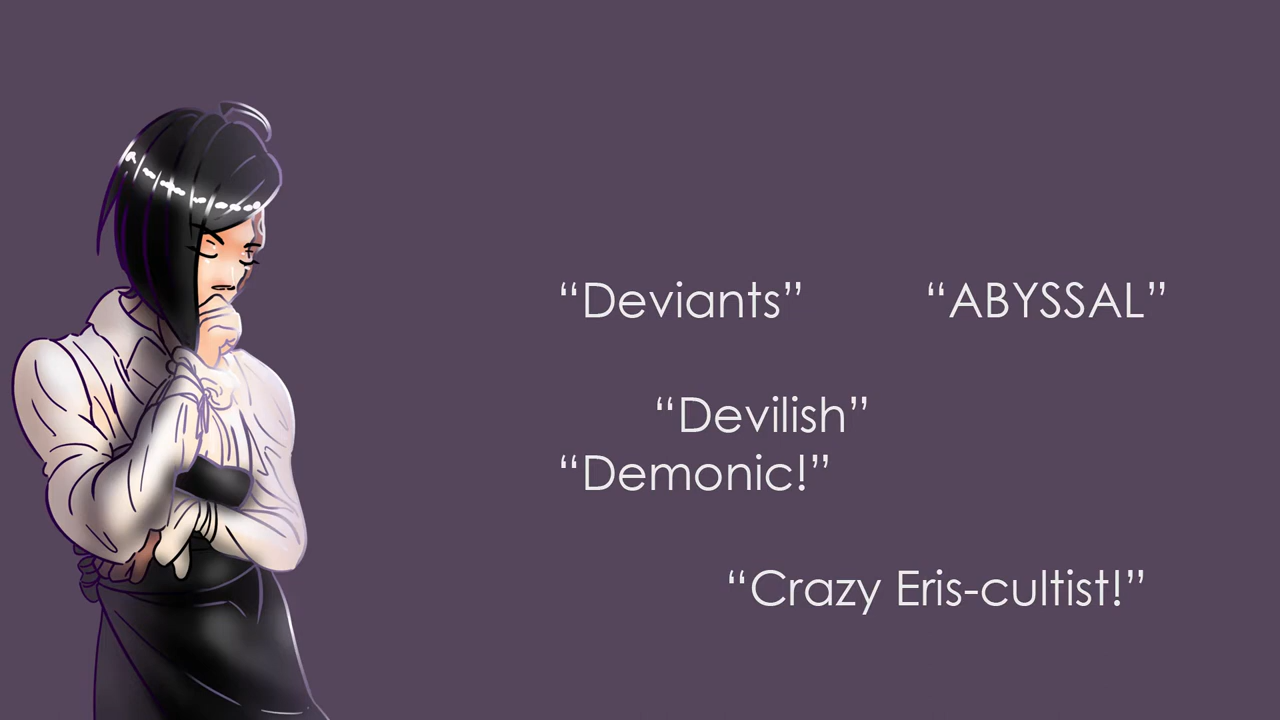 “Deviants” “ABYSSAL”
“Devilish”
“Demonic!”
“Crazy Eris-cultist!”